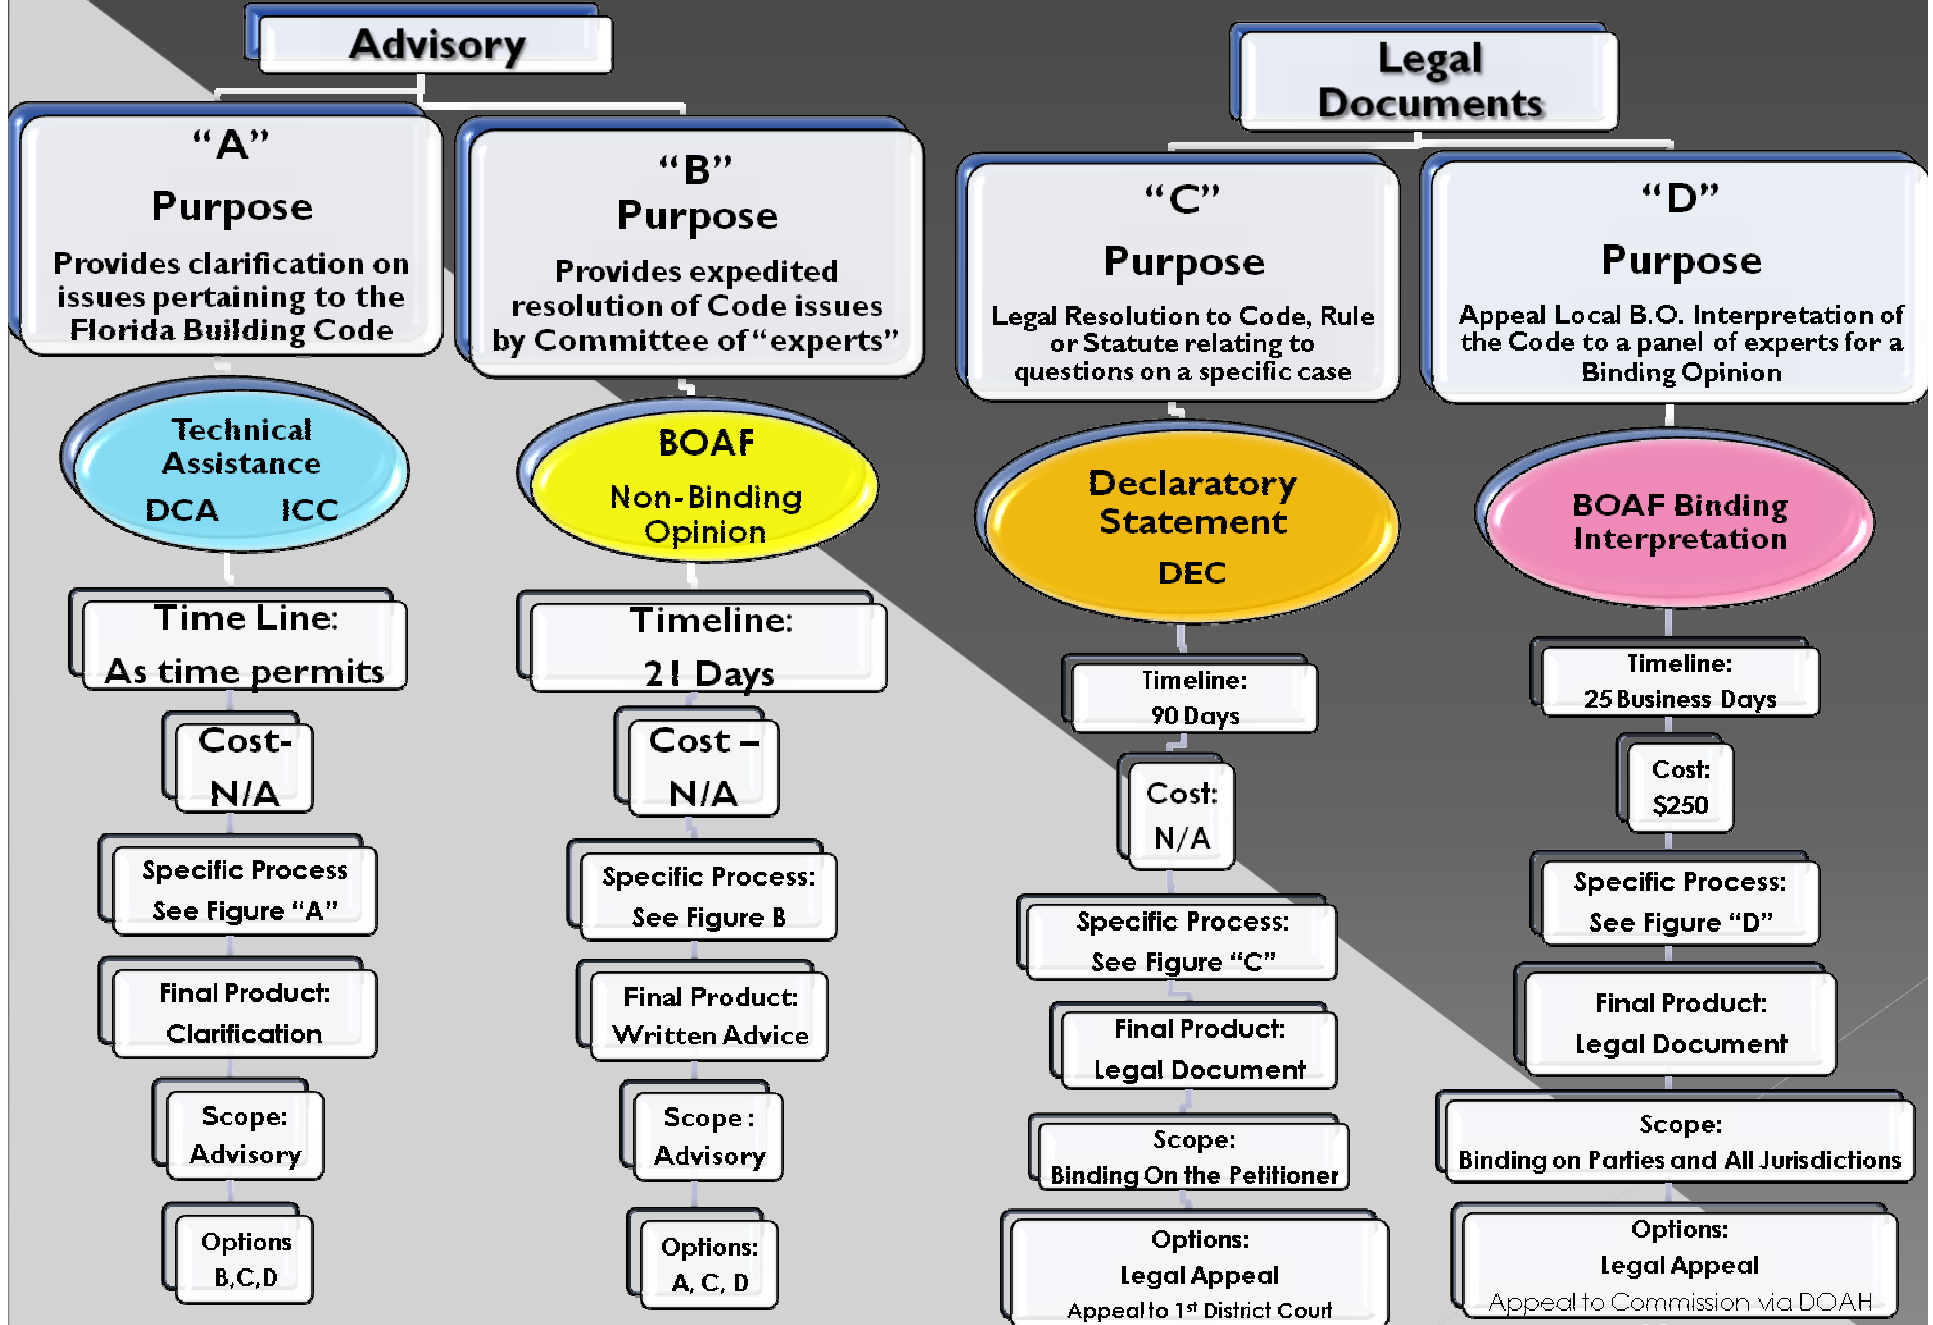 Advisory
“A”
Purpose
Provides clarification on
issues pertaining to the
Florida Building Code
Technical
Assistance
DCA ICC
Time Line:
As time permits
Cost-
N/A
Specific Process
See Figure “A”
Final Product:
Clarification
Scope:
Advisory
Options
B,C,D
“B”
Purpose
Provides expedited
resolution of Code issues
by Committee of “experts”
BOAF
Non-Binding
Opinion
Timeline:
21 Days
Cost –
N/A
Specific Process:
See Figure B
Final Product:
Written Advice
Scope :
Advisory
Options:
A, C, D
Legal
Documents
“C”
Purpose
Legal Resolution to Code, Rule
or Statute relating to
questions on a specific case
Declaratory
Statement
DEC
Timeline:
90 Days
Cost:
N/A
Specific Process:
See Figure “C”
Final Product:
Legal Document
Scope:
Binding On the Petitioner
Options:
Legal Appeal
Appeal to 1st District Court
“D”
Purpose
Appeal Local B.O. Interpretation of
the Code to a panel of experts for a
Binding Opinion
BOAF Binding
Interpretation
Timeline:
25 Business Days
Cost:
$250
Specific Process:
See Figure “D”
Final Product:
Legal Document
Scope:
Binding on Parties and All Jurisdictions
Options:
Legal Appeal
Appeal to Commission via DOAH